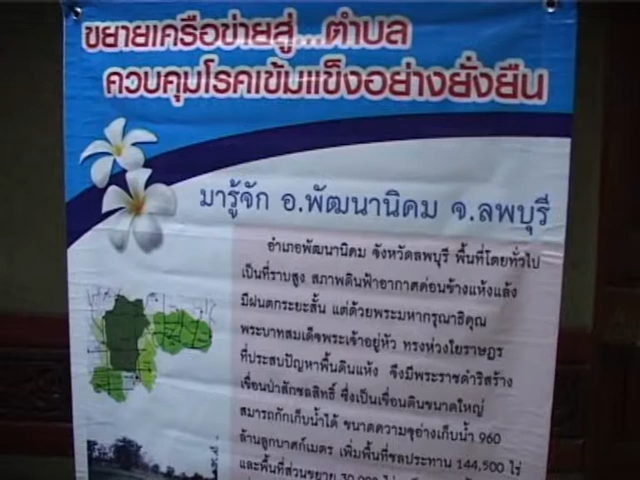 ขยายเครือข่ายสู่...ตำบล
ควบคุมโรคเข้มแข็งอย่างยั่งยืน
มารู้จัก อ.พัฒนานิคม จ.ลพบุรี
อำเภอพัฒนานิคม จังหวัดลพบุรี พื้นที่โดยทั่วไป
เป็นที่ราบสูง สภาพดินฟ้าอากาศค่อนข้างแห้งแล้ง
มีฝนตกระยะสั้น แต่ด้วยพระมหากรุณาธิคุณ
พระบาทสมเด็จพระเจ้าอยู่หัว ทรงห่วงใยราษฎร
ที่ประสบปัญหาพื้นดินแห้ง จึงมีพระราชดำริสร้าง
เขื่อนป่าสักชลสิทธิ์ ซึ่งเป็นเขื่อนดินขนาดใหญ่
สมารถกักเก็บน้ำได้ ขนาดความจุอ่างเก็บน้ำ 960
ล้านลูกบาศก์เมตร เพิ่มพื้นที่ชลประทาน 144,500 ไร่
และพื้นที่ส่วนขยาย